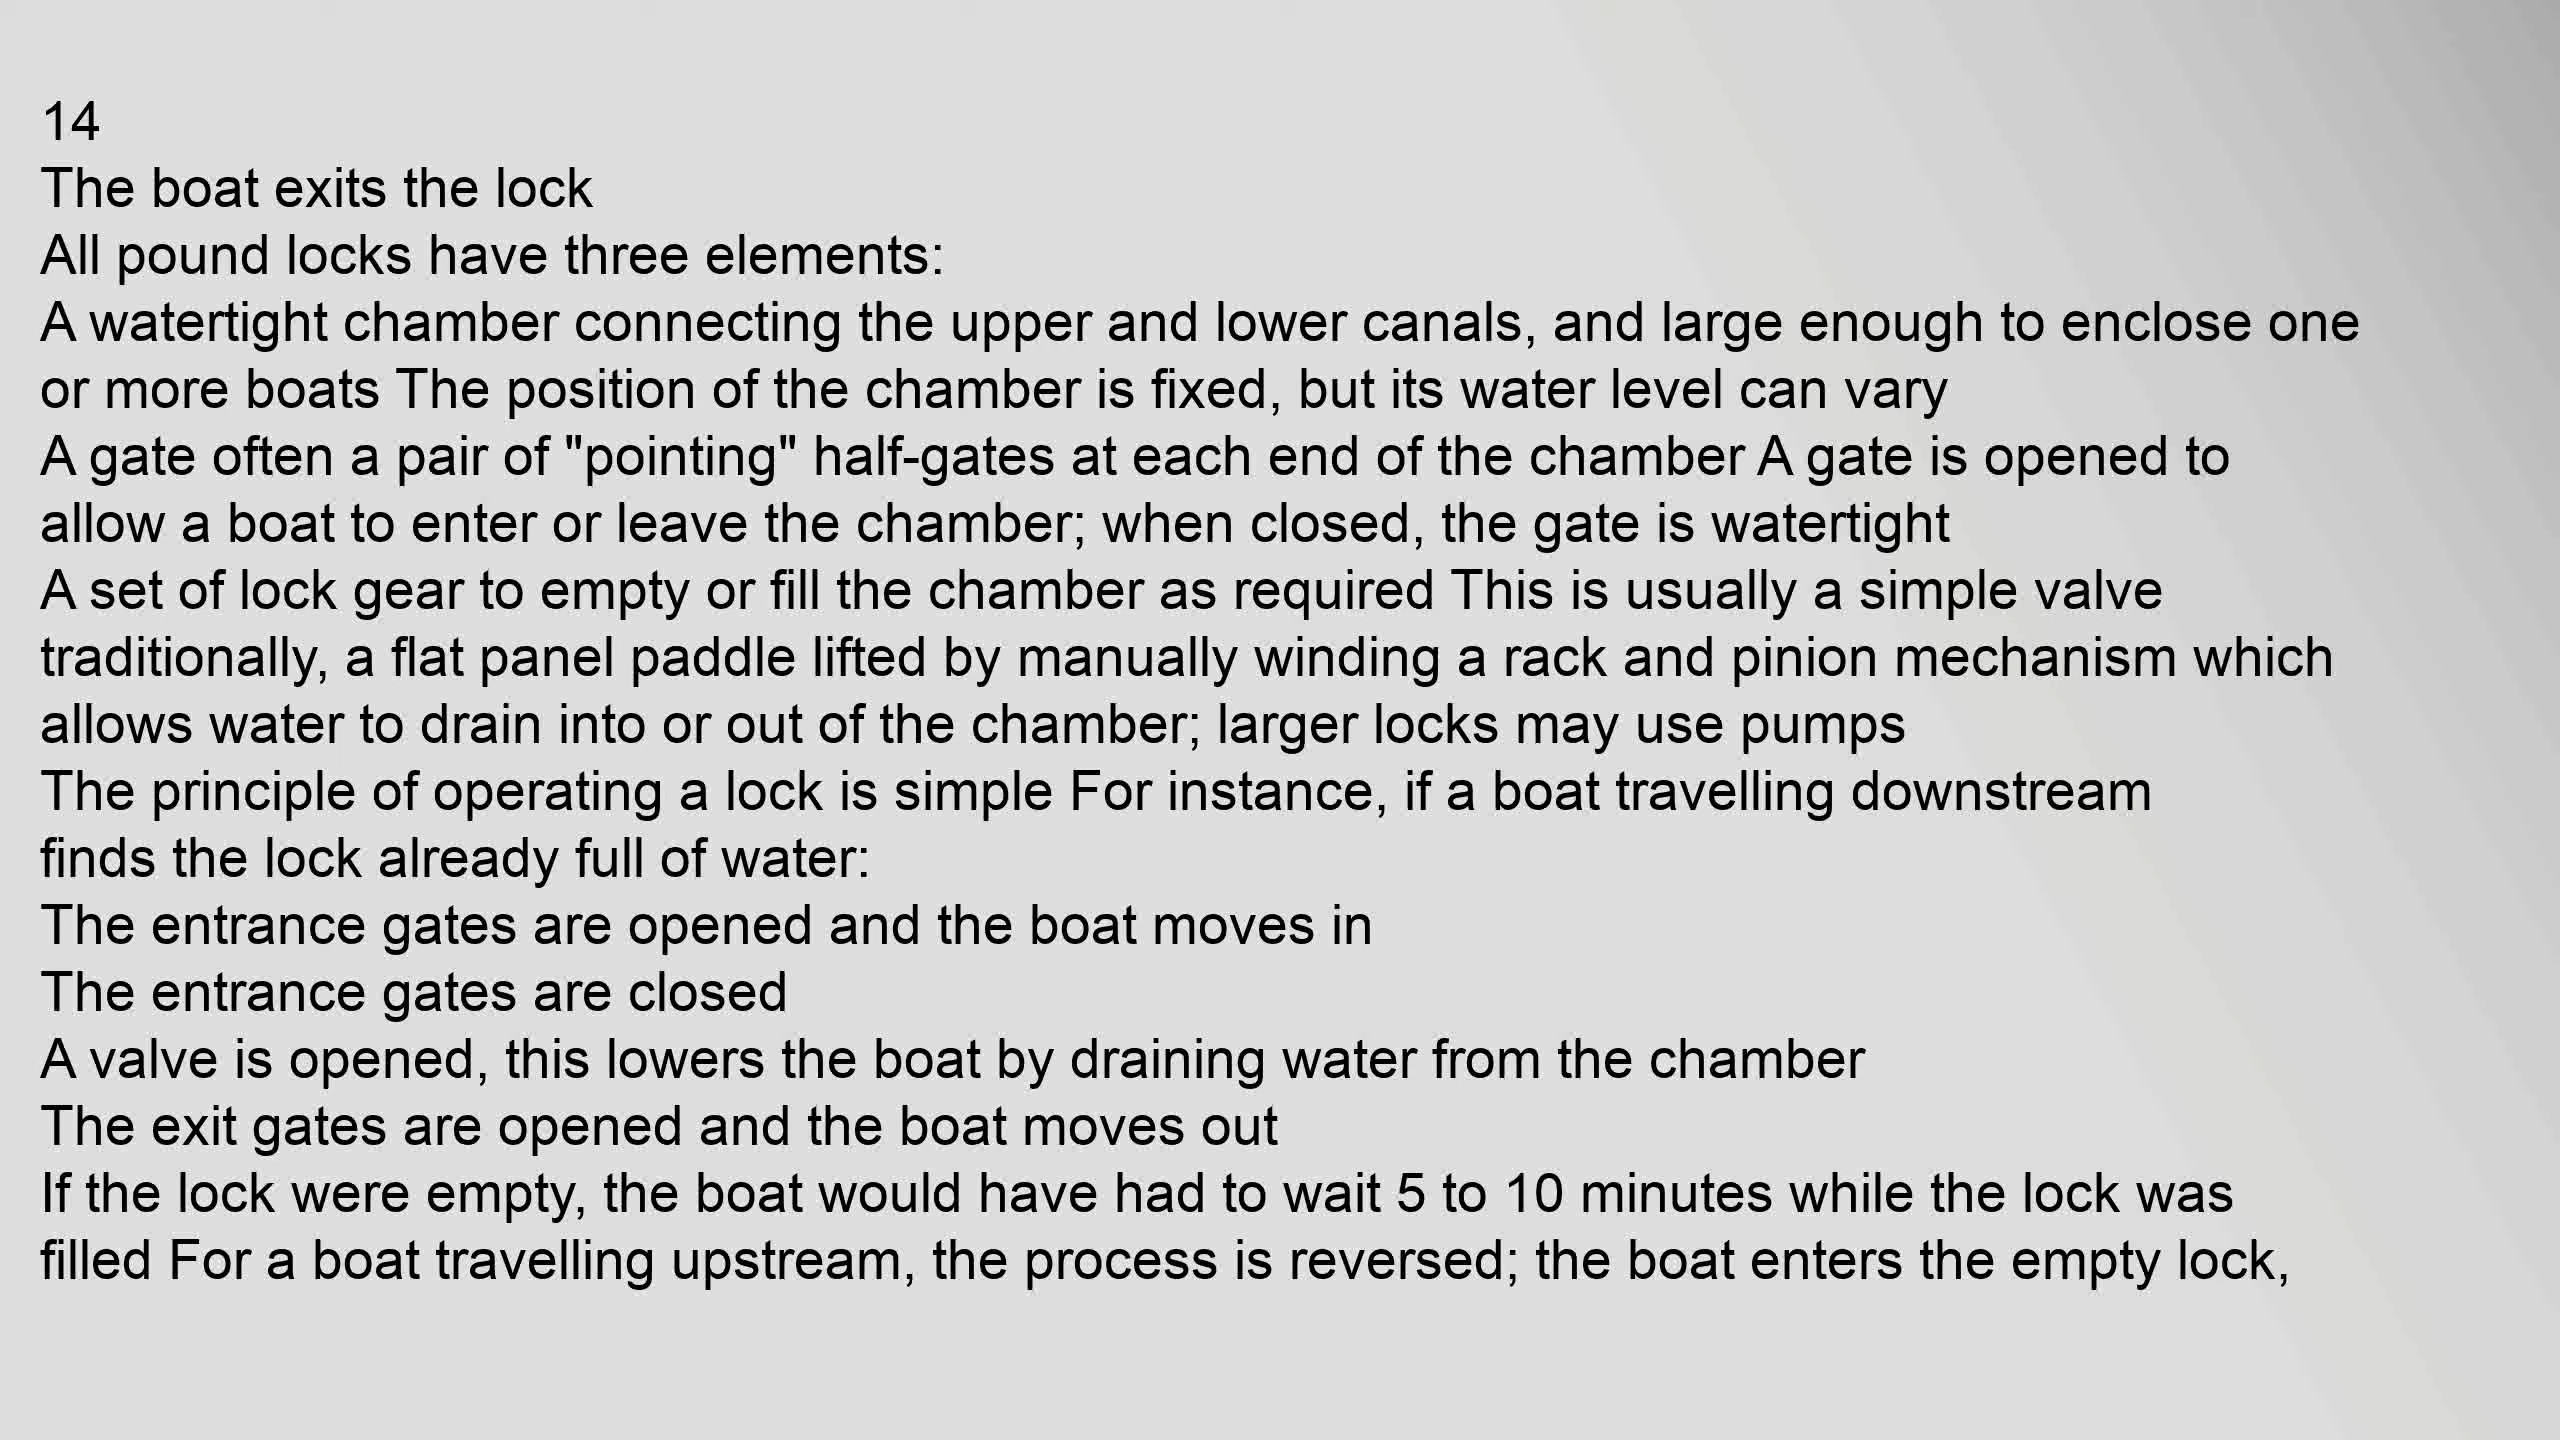 14
The boat exits the lock
All pound locks have three elements:
A watertight chamber connecting the upper and lower canals, and large enough to enclose one
or more boats The position of the chamber is fixed, but its water level can vary
A gate often a pair of "pointing" half-gates at each end of the chamber A gate is opened to
allow a boat to enter or leave the chamber; when closed, the gate is watertight
A set of lock gear to empty or fill the chamber as required This is usually a simple valve
traditionally, a flat panel paddle lifted by manually winding a rack and pinion mechanism which
allows water to drain into or out of the chamber; larger locks may use pumps
The principle of operating a lock is simple For instance, if a boat travelling downstream
finds the lock already full of water:
The entrance gates are opened and the boat moves in
The entrance gates are closed
A valve is opened, this lowers the boat by draining water from the chamber
The exit gates are opened and the boat moves out
If the lock were empty, the boat would have had to wait 5 to 10 minutes while the lock was
filled For a boat travelling upstream, the process is reversed; the boat enters the empty lock,